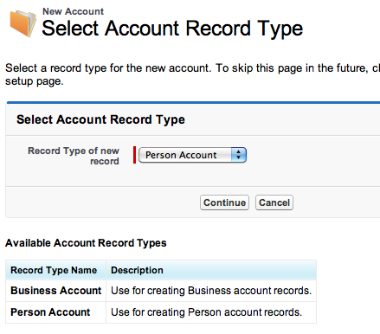 New Account
Select Account Record Type
Select a record type for the new account. To skip this page in the future,
setup page.
Select Account Record Type
Record Type of new
record
Person Account
Continue Cancel
Available Account Record Types
Record Type Name Description
Business Account Use for creating Business account records.
Person Account Use for creating Person account records.